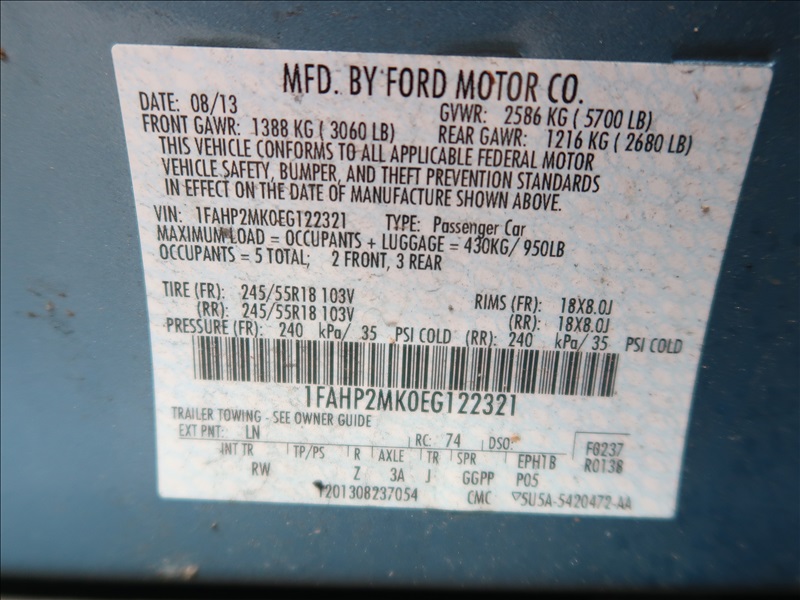 MFD. BY FORD MOTOR CO.
DATE: 08/13 GVWR: 2586 KG ( 5700 LB)
FRONT GAWR: 1388 KG ( 3060 LB) REAR GAWR: 1216 KG ( 2680 LB)
THIS VEHICLE CONFORMS TO ALL APPLICABLE FEDERAL MOTOR
VEHICLE SAFETY, BUMPER, AND THEFT PREVENTION STANDARDS
IN EFFECT ON THE DATE OF MANUFACTURE SHOWN ABOVE.
VIN: 1FAHP2MK0EG122321 TYPE: Passenger Car
MAXIMUM LOAD = OCCUPANTS + LUGGAGE = 430KG/ 950LB
OCCUPANTS = 5 TOTAL; 2 FRONT, 3 REAR
TIRE (FR): 245/55R18 103V RIMS (FR): 18X8.0J
(RR): 245/55R18 103V (RR): 18X8.0J
PRESSURE (FR): 240 kPa/ 35 PSI COLD (RR): 240 kPa/ 35 PSI COLD
1FAHP2MK0EG122321
TRAILER TOWING - SEE OWNER GUIDE
EXT PNT: LN RC: 74 DSO: F0237
INT TR TP/PS R AXLE TR SPR EPHTB R0138
RW Z 3A J GGPP P05
T201308237054 CMC ▽5U5A-5420472-AA